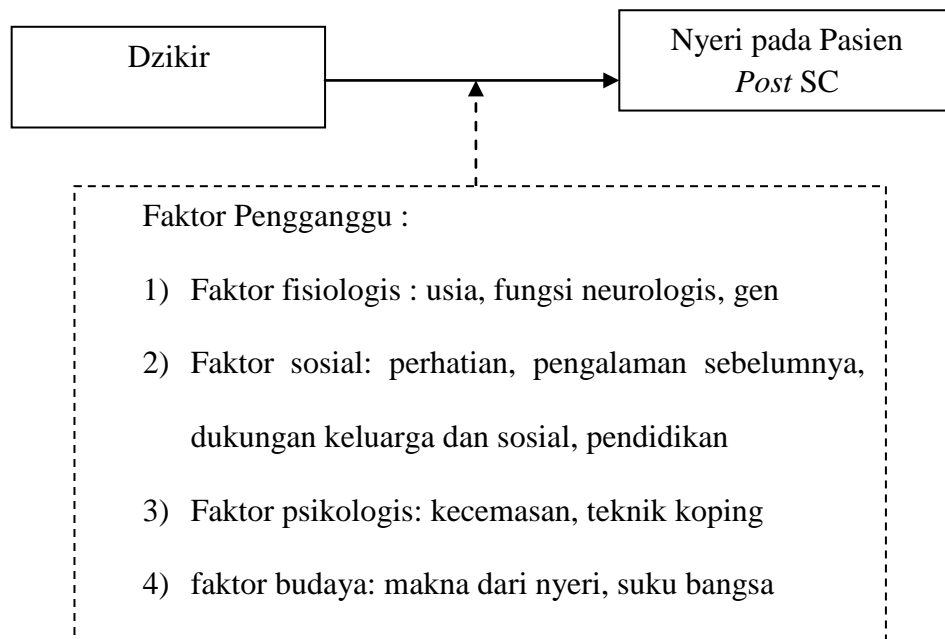 Dzikir
Nyeri pada Pasien
Post SC
Faktor Pengganggu :
1) Faktor fisiologis : usia, fungsi neurologis, gen
2) Faktor sosial: perhatian, pengalaman sebelumnya,
dukungan keluarga dan sosial, pendidikan
3) Faktor psikologis: kecemasan, teknik koping
4) faktor budaya: makna dari nyeri, suku bangsa